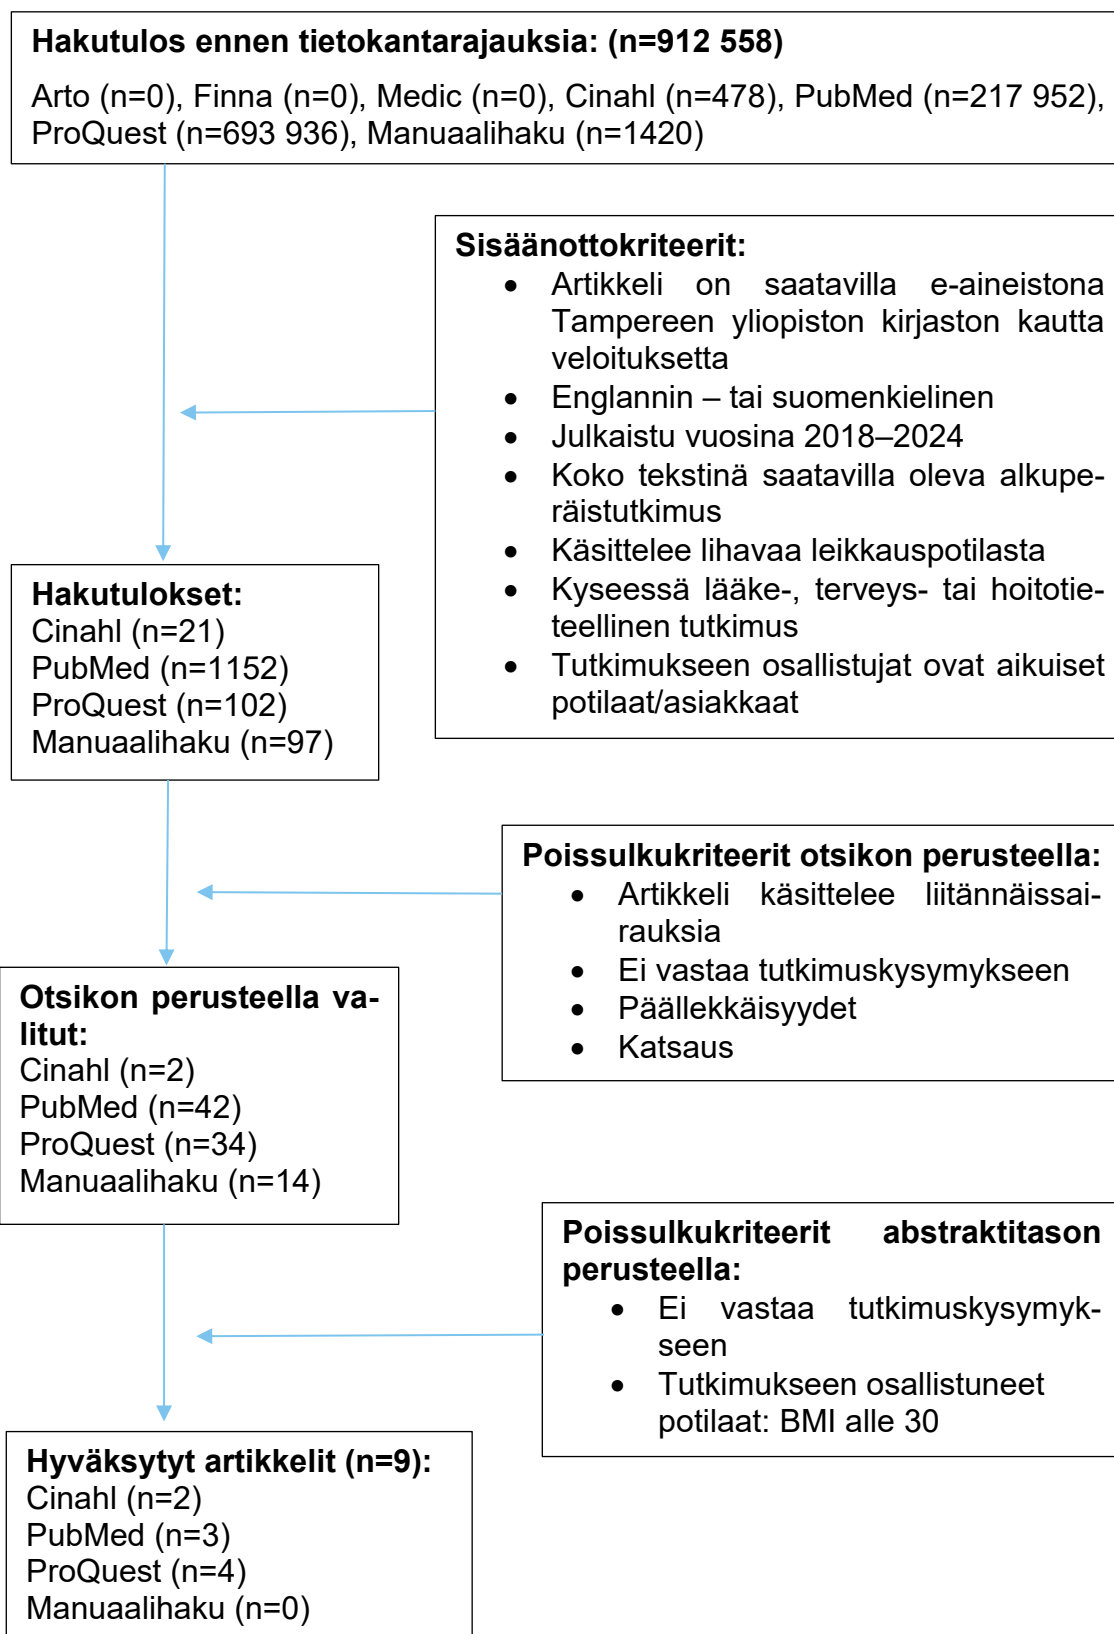 Hakutulos ennen tietokantarajauksia: (n=912 558)
Arto (n=0), Finna (n=0), Medic (n=0), Cinahl (n=478), PubMed (n=217 952),
ProQuest (n=693 936), Manuaalihaku (n=1420)
Sisäänottokriteerit:
• Artikkeli on saatavilla e-aineistona
Tampereen yliopiston kirjaston kautta
veloituksetta
• Englannin – tai suomenkielinen
• Julkaistu vuosina 2018–2024
• Koko tekstinä saatavilla oleva alkupe-
räistutkimus
• Käsittelee lihavaa leikkauspotilasta
• Kyseessä lääke-, terveys- tai hoitotie-
teellinen tutkimus
• Tutkimukseen osallistujat ovat aikuiset
potilaat/asiakkaat
Hakutulokset:
Cinahl (n=21)
PubMed (n=1152)
ProQuest (n=102)
Manuaalihaku (n=97)
Poissulkukriteerit otsikon perusteella:
• Artikkeli käsittelee liitännäissai-
rauksia
• Ei vastaa tutkimuskysymykseen
• Päällekkäisyydet
• Katsaus
Otsikon perusteella va-
litut:
Cinahl (n=2)
PubMed (n=42)
ProQuest (n=34)
Manuaalihaku (n=14)
Poissulkukriteerit abstraktitason
perusteella:
• Ei vastaa tutkimuskysymyk-
seen
• Tutkimukseen osallistuneet
potilaat: BMI alle 30
Hyväksytyt artikkelit (n=9):
Cinahl (n=2)
PubMed (n=3)
ProQuest (n=4)
Manuaalihaku (n=0)